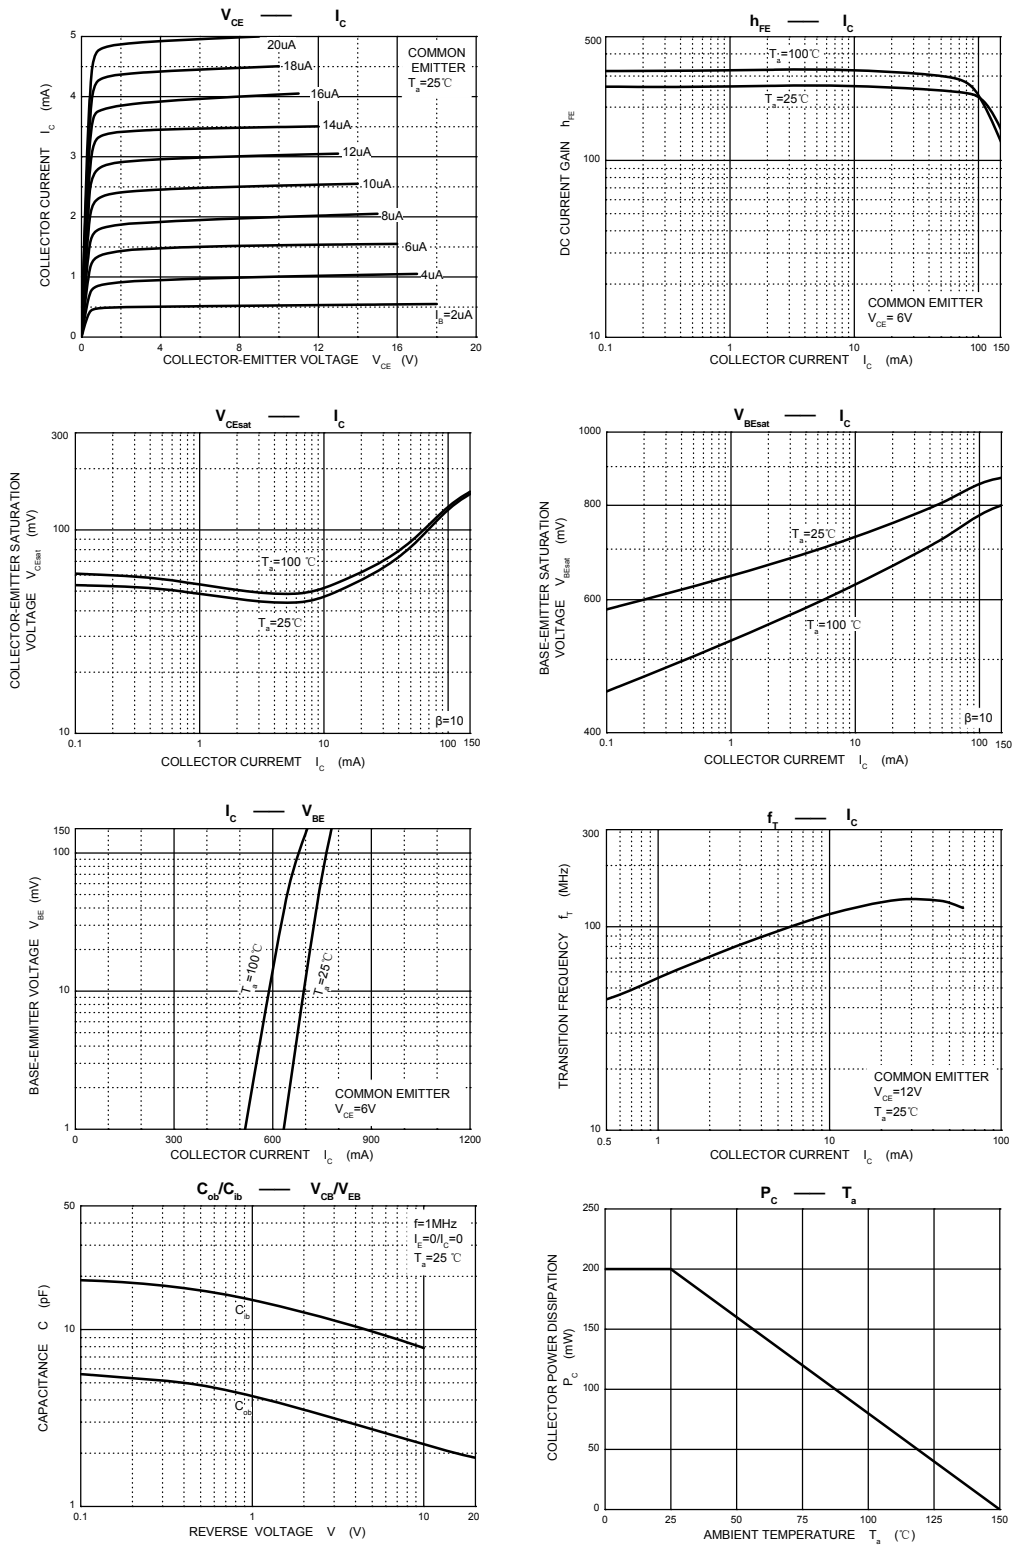 V_CE —— I_C
COLLECTOR CURRENT I_C (mA)
5
4
3
2
1
0
20uA
18uA
16uA
14uA
12uA
10uA
8uA
6uA
4uA
I_B=2uA
COMMON
EMITTER
T_a=25℃
0 4 8 12 16 20
COLLECTOR-EMITTER VOLTAGE V_CE (V)
h_FE —— I_C
DC CURRENT GAIN h_FE
500
100
10
T_a=100℃
T_a=25℃
COMMON EMITTER
V_CE= 6V
0.1 1 10 100 150
COLLECTOR CURRENT I_C (mA)
V_CEsat —— I_C
COLLECTOR-EMITTER SATURATION
VOLTAGE V_CEsat (mV)
300
100
10
T_a=100 ℃
T_a=25℃
β=10
0.1 1 10 100 150
COLLECTOR CURREMT I_C (mA)
V_BEsat —— I_C
BASE-EMITTER SATURATION
VOLTAGE V_BEsat (mV)
1000
800
600
400
T_a=25℃
T_a=100 ℃
β=10
0.1 1 10 100 150
COLLECTOR CURREMT I_C (mA)
I_C —— V_BE
BASE-EMMITER VOLTAGE V_BE (mV)
150
100
10
1
T_a=100℃
T_a=25℃
COMMON EMITTER
V_CE=6V
0 300 600 900 1200
COLLECTOR CURRENT I_C (mA)
f_T —— I_C
TRANSITION FREQUENCY f_T (MHz)
300
100
10
COMMON EMITTER
V_CE=12V
T_a=25℃
0.5 1 10 100
COLLECTOR CURRENT I_C (mA)
C_ob/C_ib —— V_CB/V_EB
CAPACITANCE C (pF)
50
10
1
f=1MHz
I_E=0/I_C=0
T_a=25 ℃
C_ib
C_ob
0.1 1 10 20
REVERSE VOLTAGE V (V)
P_C —— T_a
COLLECTOR POWER DISSIPATION
P_C (mW)
250
200
150
100
50
0
0 25 50 75 100 125 150
AMBIENT TEMPERATURE T_a (℃)